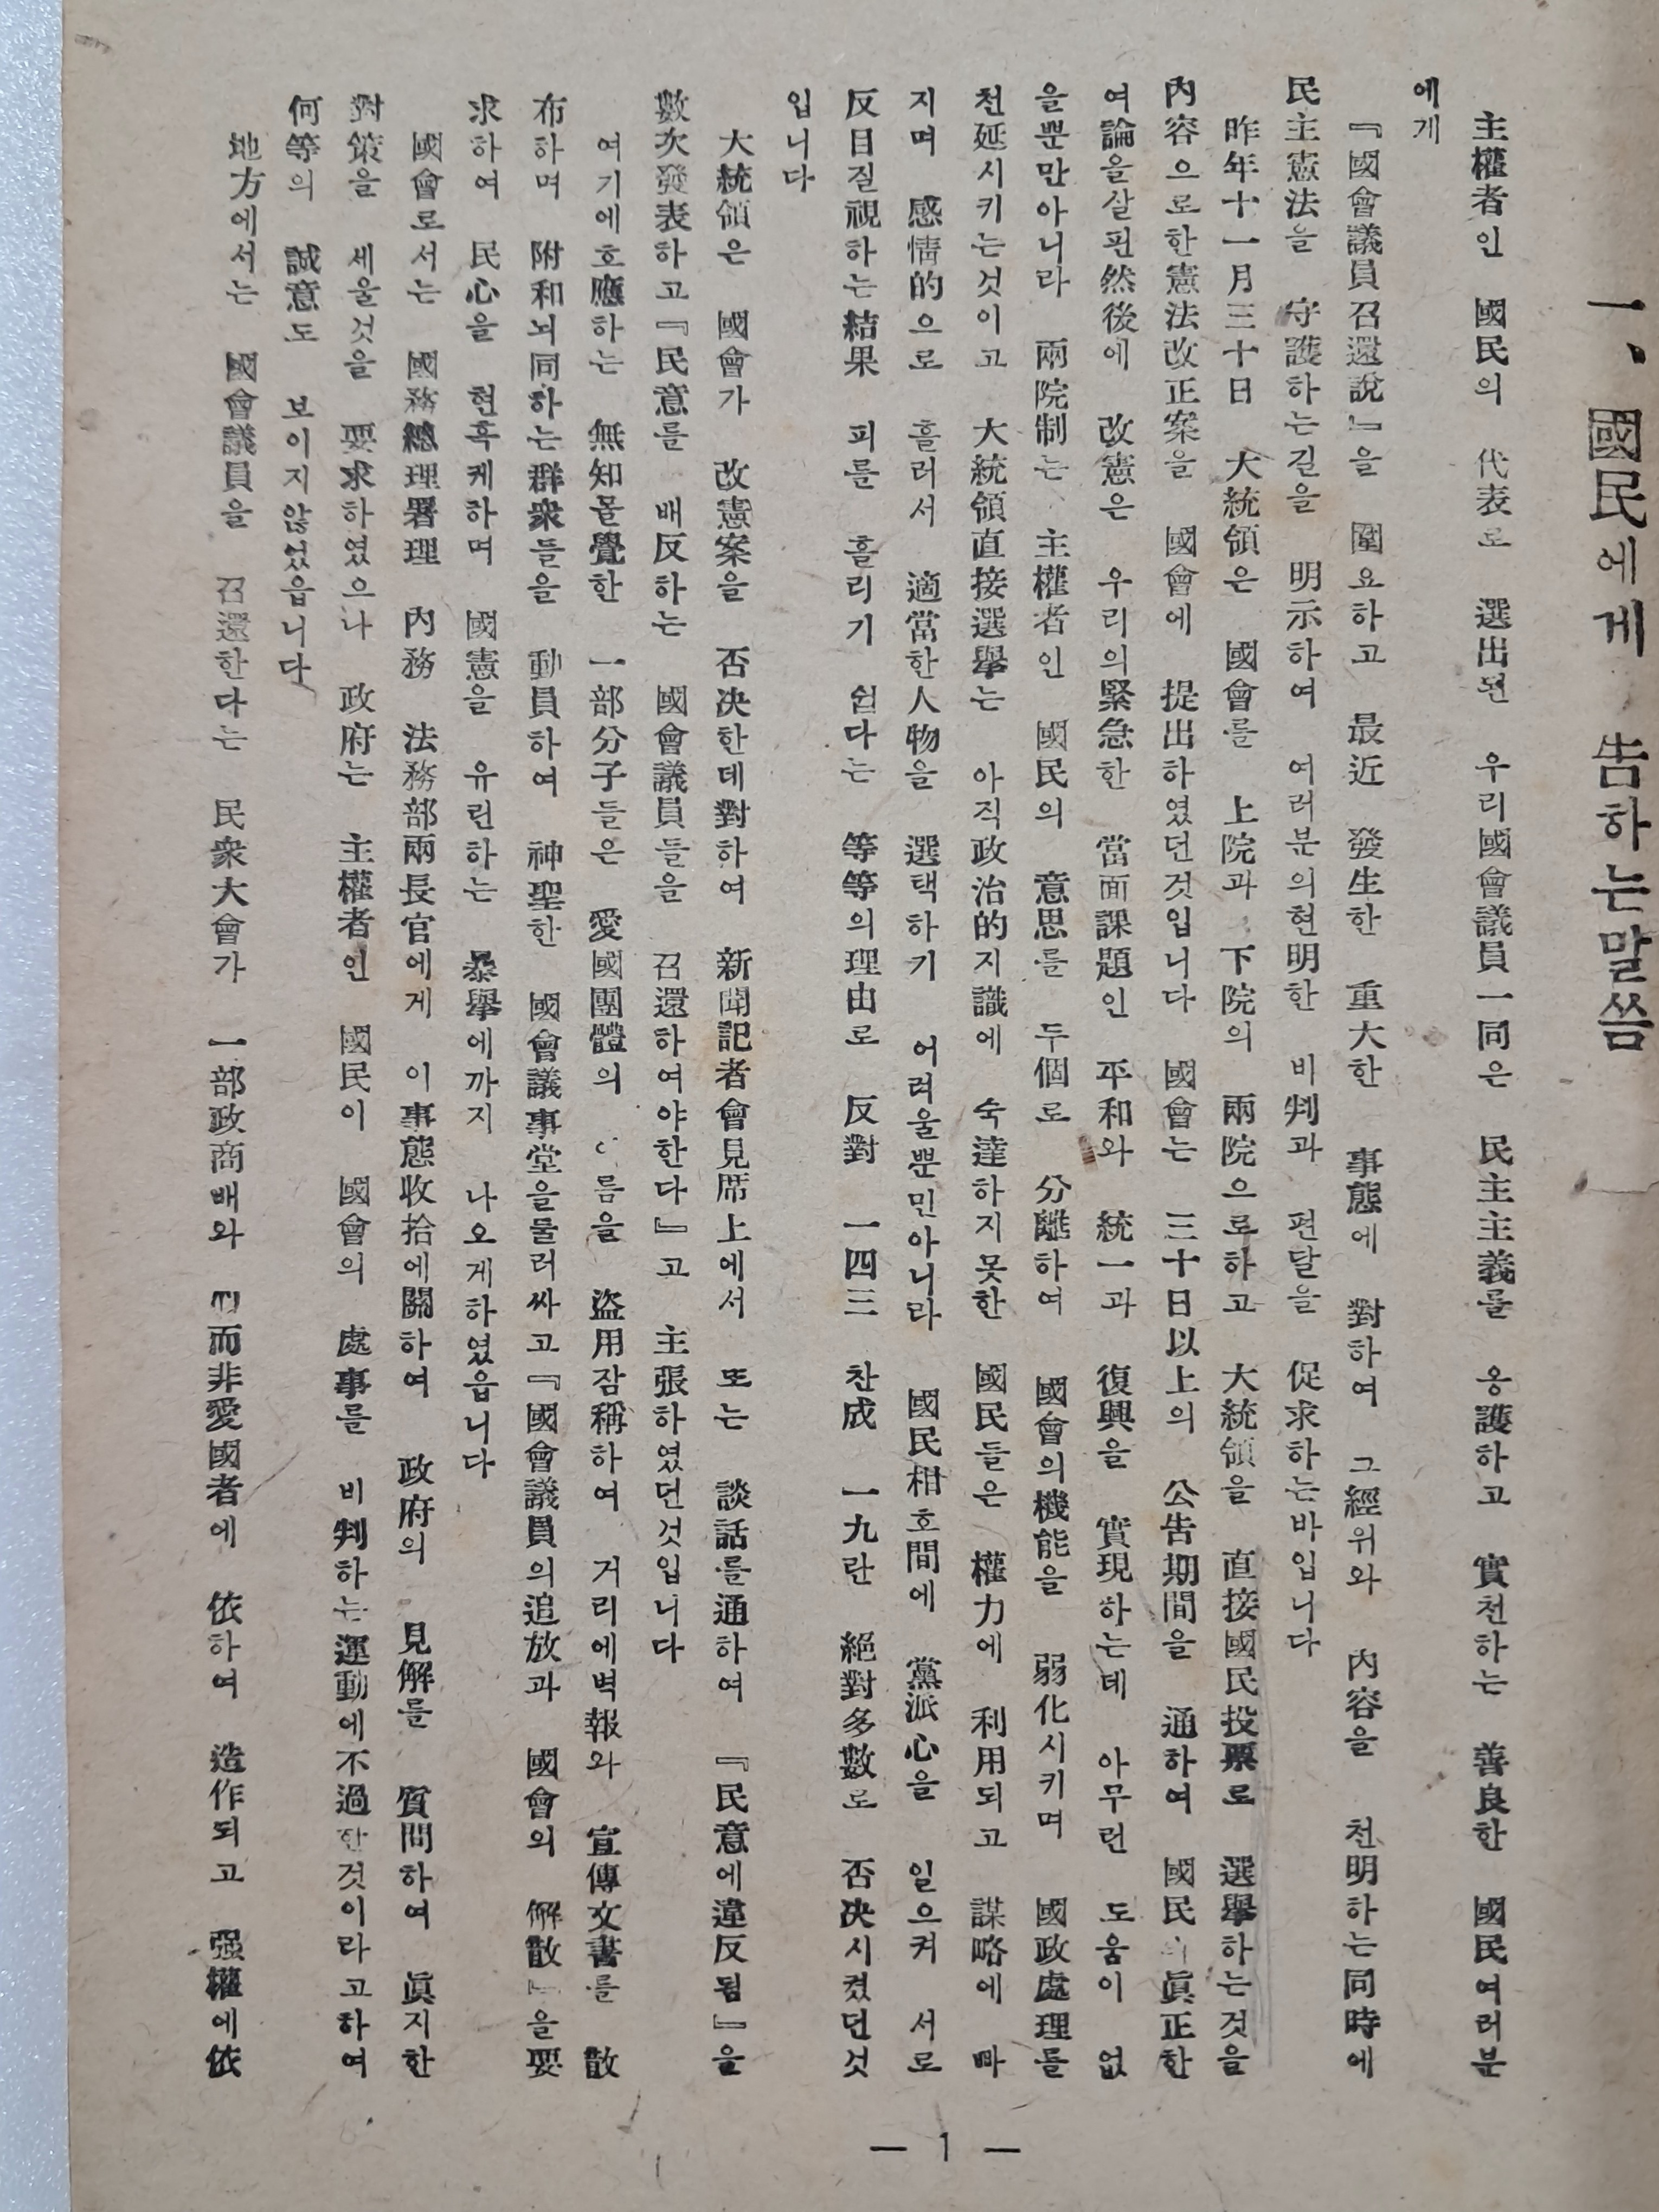 一、國民에게 告하는말씀
主權者인 國民의 代表로 選出된 우리國會議員一同은 民主主義를 옹護하고 實천하는 善良한 國民여러분
에게
『國會議員召還說』을 圍요하고 最近 發生한 重大한 事態에 對하여 그經위와 內容을 천明하는同時에
民主憲法을 守護하는길을 明示하여 여러분의현明한 비判과 편달을 促求하는바입니다
昨年十一月三十日 大統領은 國會를 上院과 下院의 兩院으로하고 大統領을 直接國民投票로 選擧하는것을
內容으로한憲法改正案을 國會에 提出하였던것입니다 國會는 三十日以上의 公告期間을 通하여 國民의眞正한
여論을살핀然後에 改憲은 우리의緊急한 當面課題인 平和와 統一과 復興을 實現하는데 아무런 도움이 없
을뿐만아니라 兩院制는 主權者인 國民의 意思를 두個로 分離하여 國會의機能을 弱化시키며 國政處理를
천延시키는것이고 大統領直接選擧는 아직政治的지識에 숙達하지못한 國民들은 權力에 利用되고 謀略에 빠
지며 感情的으로 흘러서 適當한人物을 選택하기 어려울뿐민아니라 國民相호間에 黨派心을 일으켜 서로
反目질視하는結果 피를 흘리기 쉽다는 等等의理由로 反對 一四三 찬成 一九란 絕對多數로 否決시켰던것
입니다
大統領은 國會가 改憲案을 否決한데對하여 新聞記者會見席上에서 또는 談話를通하여 『民意에違反됨』을
數次發表하고『民意를 배反하는 國會議員들을 召還하여야한다』고 主張하였던것입니다
여기에호應하는 無知몰覺한 一部分子들은 愛國團體의 름을 盜用잠稱하여 거리에벽報와 宣傳文書를 散
布하며 附和뇌同하는群衆들을 動員하여 神聖한 國會議事堂을둘러싸고『國會議員의追放과 國會의 解散』을要
求하여 民心을 현혹케하며 國憲을 유린하는 暴擧에까지 나오게하였읍니다
國會로서는 國務總理署理 內務 法務部兩長官에게 이事態收拾에關하여 政府의 見解를 質問하여 眞지한
對策을 세울것을 要求하였으나 政府는 主權者인 國民이 國會의 處事를 비判하는運動에不過한것이라고하여
何等의 誠意도 보이지않었읍니다
地方에서는 國會議員을 召還한다는 民衆大會가 一部政商배와 而非愛國者에 依하여 造作되고 强權에依
— 1 —